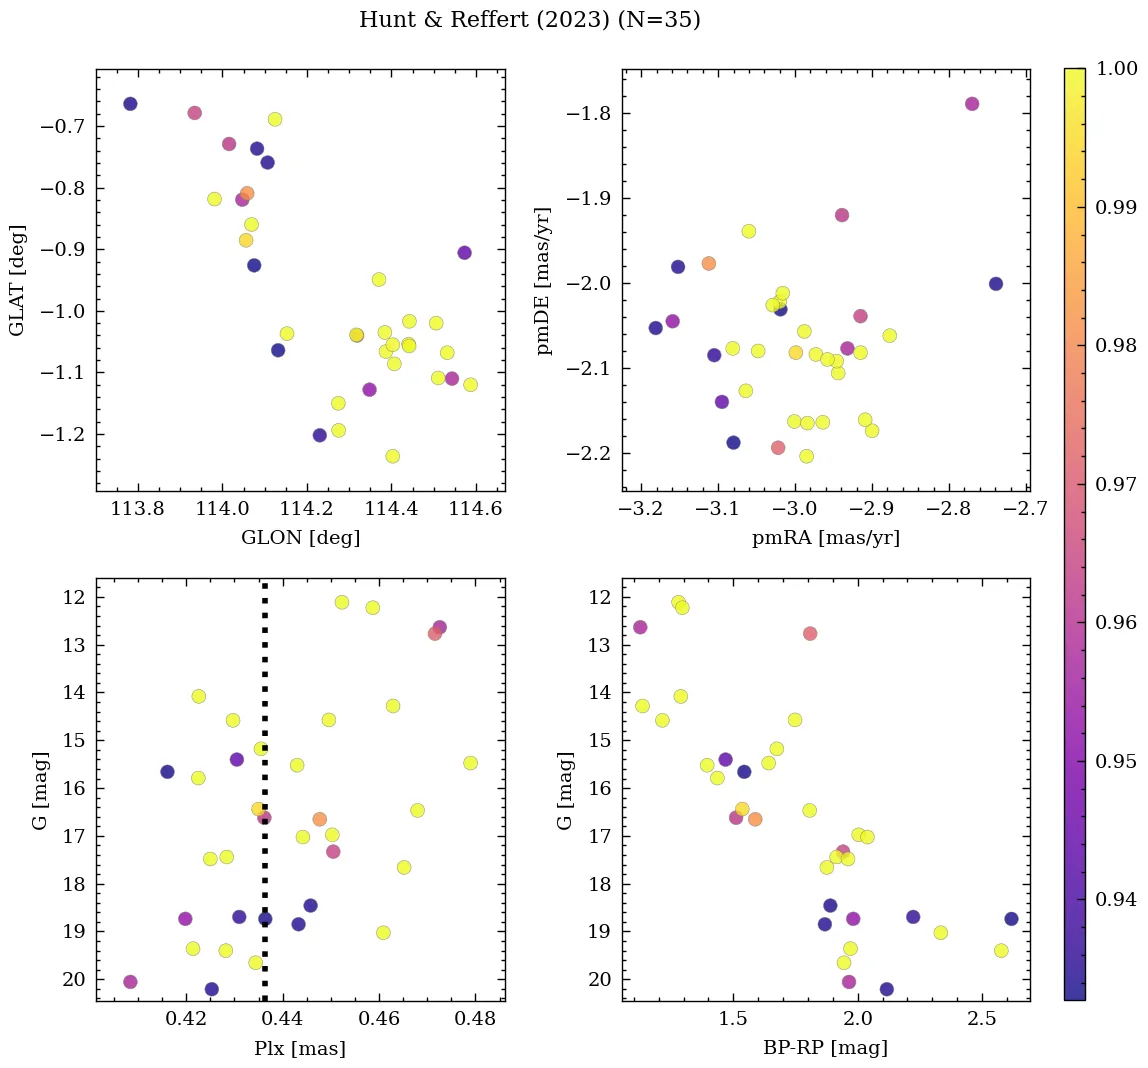 Hunt & Reffert (2023) (N=35)
−0.7
−0.8
−0.9
−1.0
−1.1
−1.2
GLAT [deg]
113.8 114.0 114.2 114.4 114.6
GLON [deg]
−1.8
−1.9
−2.0
−2.1
−2.2
pmDE [mas/yr]
−3.2 −3.1 −3.0 −2.9 −2.8 −2.7
pmRA [mas/yr]
12
13
14
15
16
17
18
19
20
G [mag]
0.42 0.44 0.46 0.48
Plx [mas]
12
13
14
15
16
17
18
19
20
G [mag]
1.5 2.0 2.5
BP-RP [mag]
1.00
0.99
0.98
0.97
0.96
0.95
0.94